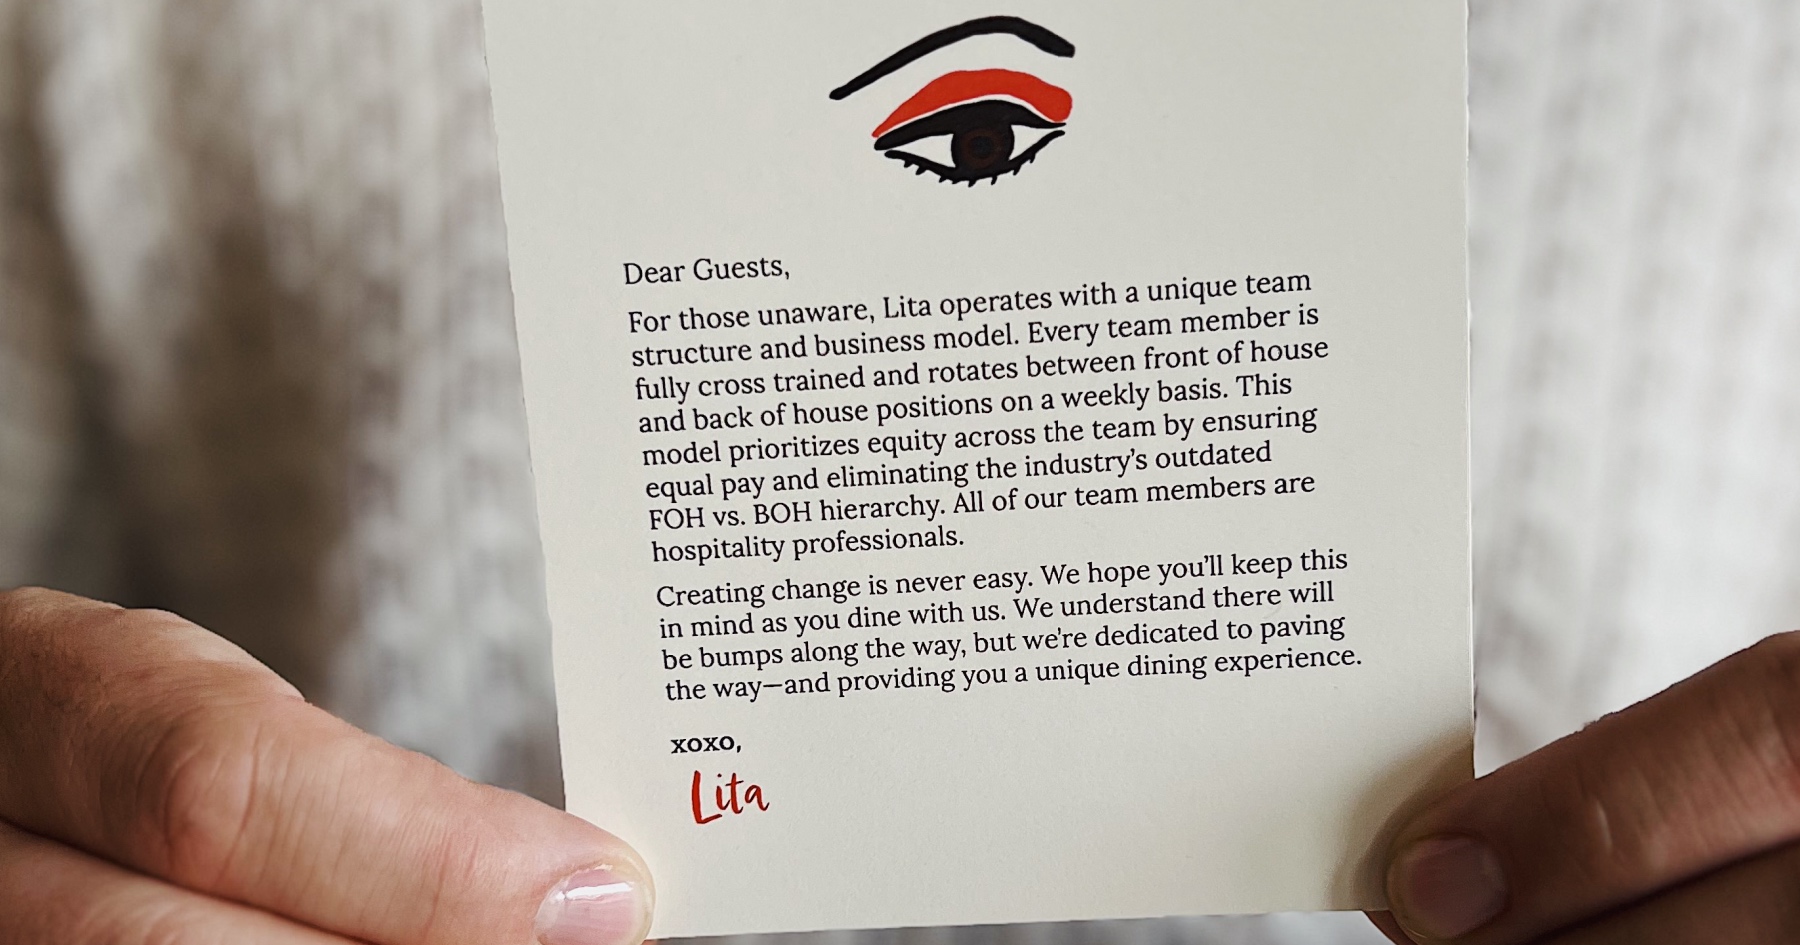 Dear Guests,
For those unaware, Lita operates with a unique team
structure and business model. Every team member is
fully cross trained and rotates between front of house
and back of house positions on a weekly basis. This
model prioritizes equity across the team by ensuring
equal pay and eliminating the industry's outdated
FOH vs. BOH hierarchy. All of our team members are
hospitality professionals.
Creating change is never easy. We hope you'll keep this
in mind as you dine with us. We understand there will
be bumps along the way, but we're dedicated to paving
the way—and providing you a unique dining experience.
xoxo,
Lita